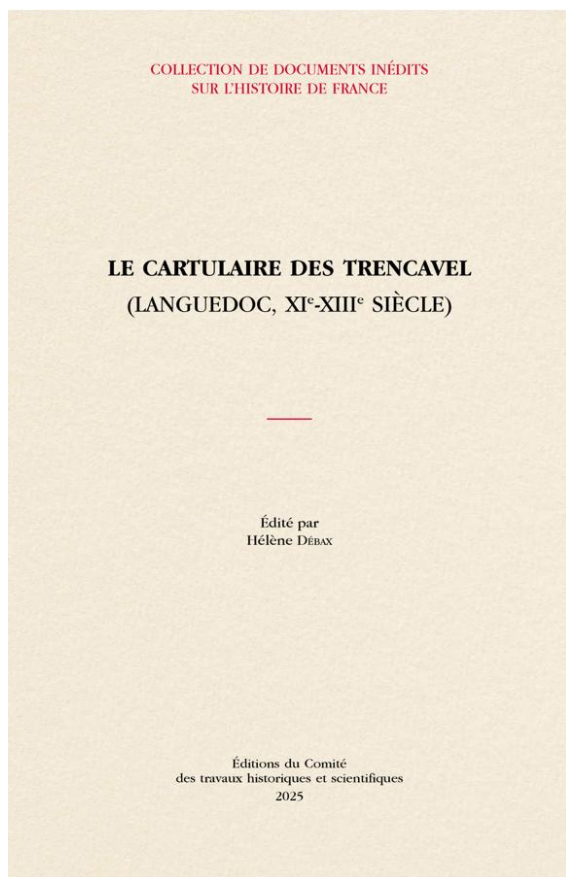 COLLECTION DE DOCUMENTS INÉDITS
SUR L'HISTOIRE DE FRANCE
LE CARTULAIRE DES TRENCAVEL
(LANGUEDOC, XIe-XIIIe SIÈCLE)
Édité par
Hélène DÉBAX
Éditions du Comité
des travaux historiques et scientifiques
2025